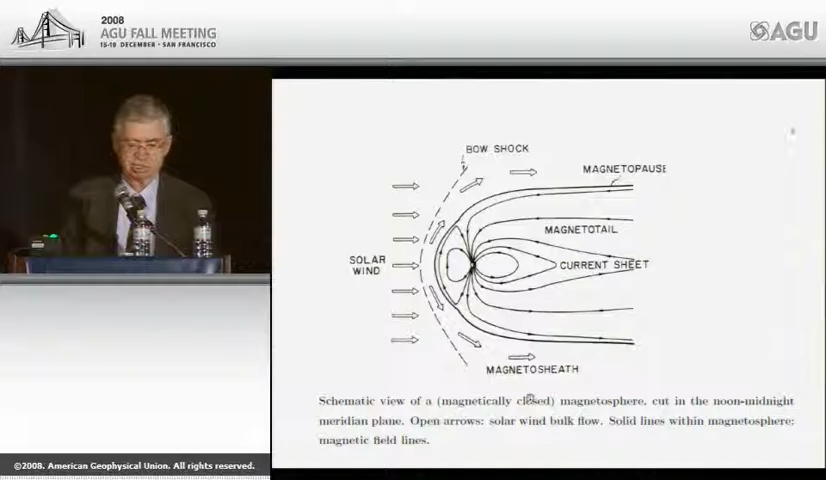 2008
AGU FALL MEETING
15-19 DECEMBER • SAN FRANCISCO
AGU
BOW SHOCK
MAGNETOPAUSE
MAGNETOTAIL
SOLAR
WIND
CURRENT SHEET
MAGNETOSHEATH
Schematic view of a (magnetically closed) magnetosphere, cut in the noon-midnight
meridian plane. Open arrows: solar wind bulk flow. Solid lines within magnetosphere:
magnetic field lines.
©2008. American Geophysical Union. All rights reserved.